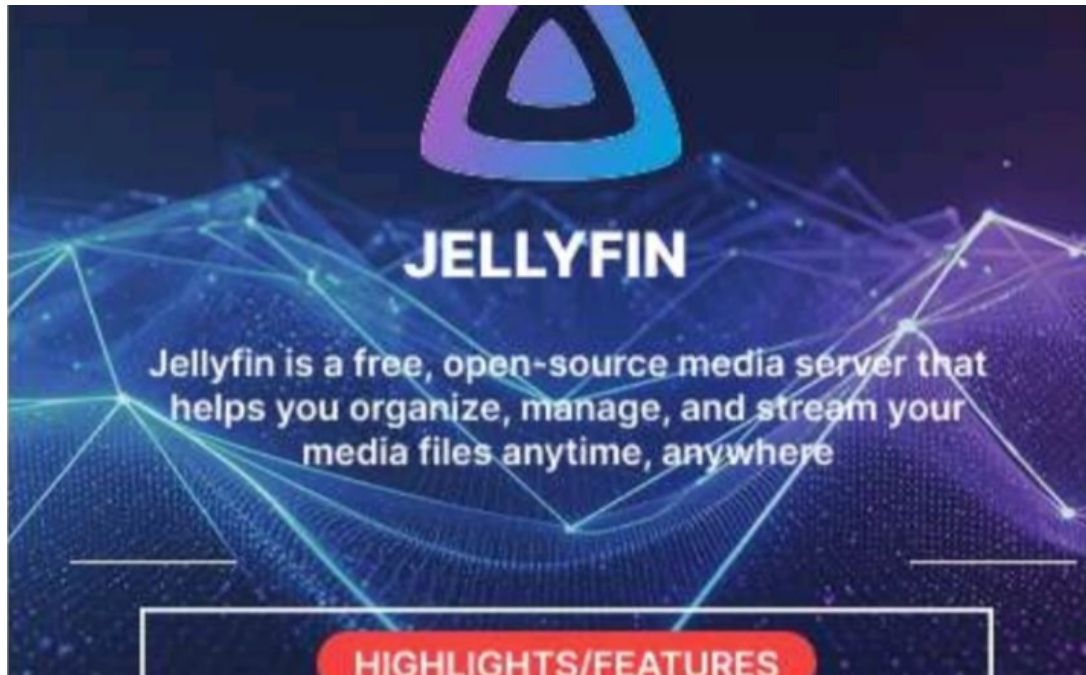 JELLYFIN
Jellyfin is a free, open-source media server that
helps you organize, manage, and stream your
media files anytime, anywhere
HIGHLIGHTS/FEATURES